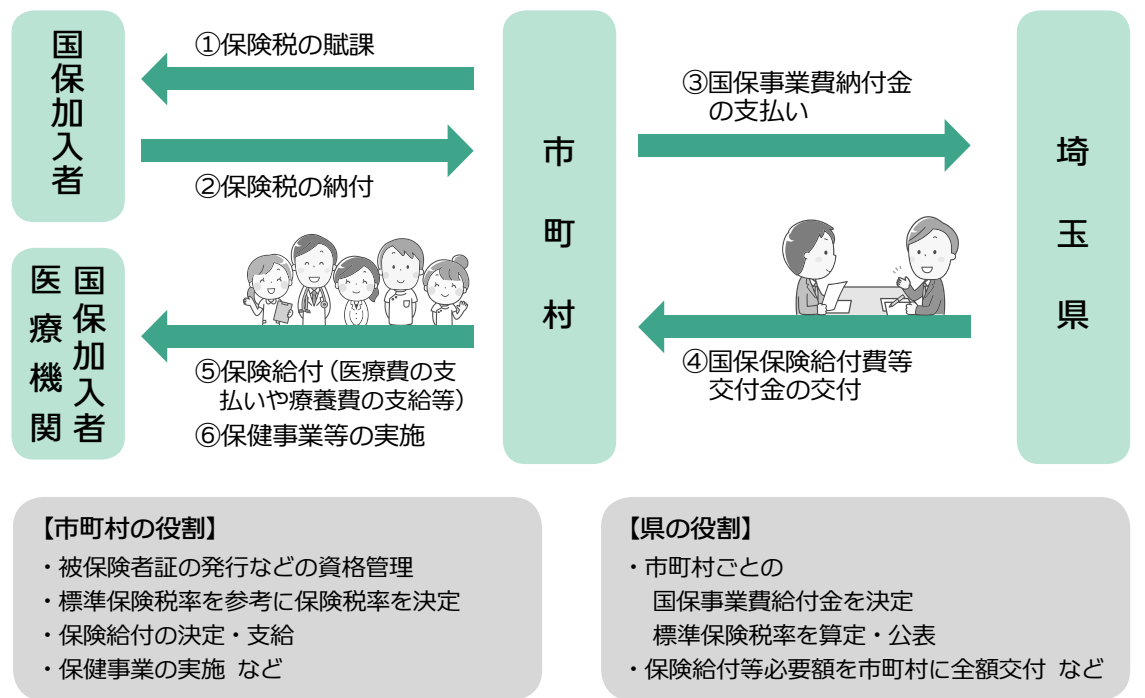 国保加入者
①保険税の賦課
②保険税の納付
市町村
③国保事業費納付金
の支払い
埼玉県
④国保保険給付費等
交付金の交付
国保加入者
医療機関
⑤保険給付（医療費の支
払いや療養費の支給等）
⑥保健事業等の実施
【市町村の役割】
・被保険者証の発行などの資格管理
・標準保険税率を参考に保険税率を決定
・保険給付の決定・支給
・保健事業の実施 など
【県の役割】
・市町村ごとの
国保事業費給付金を決定
標準保険税率を算定・公表
・保険給付等必要額を市町村に全額交付 など